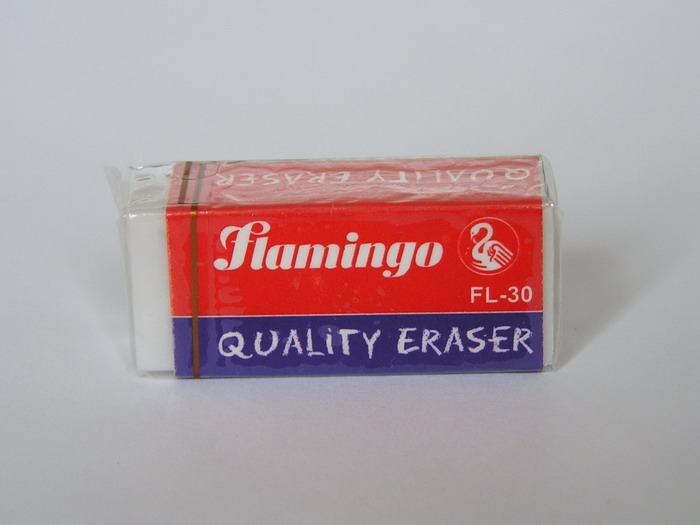 QUALITY ERASER
Flamingo
FL-30
QUALITY ERASER